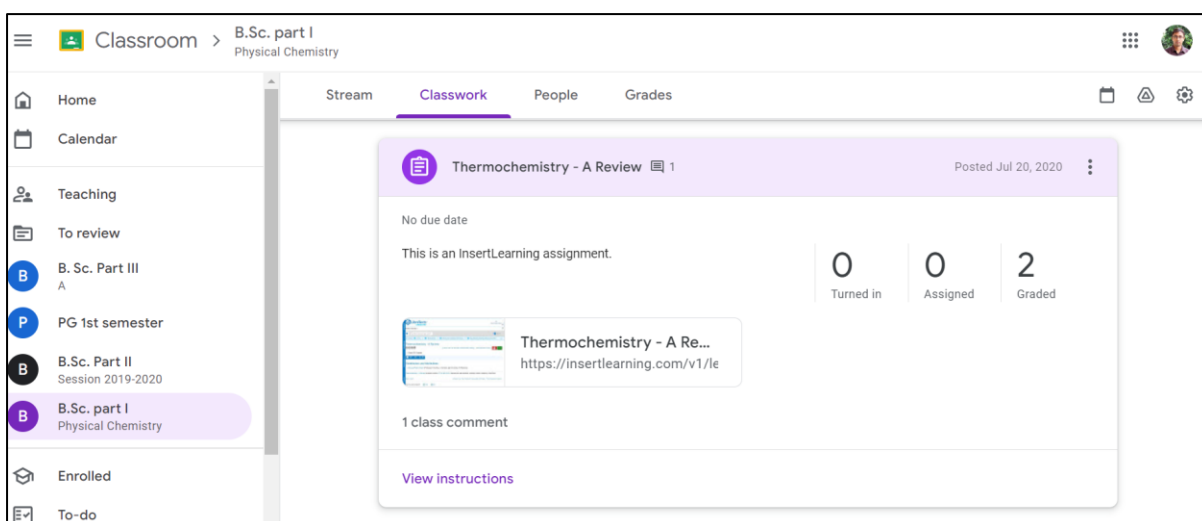 Classroom > B.Sc. part I
Physical Chemistry
Home
Calendar
Teaching
To review
B B. Sc. Part III
A
P PG 1st semester
B B.Sc. Part II
Session 2019-2020
B B.Sc. part I
Physical Chemistry
Enrolled
To-do
Stream Classwork People Grades
Thermochemistry - A Review 1 Posted Jul 20, 2020
No due date
This is an InsertLearning assignment.
0 0 2
Turned in Assigned Graded
Thermochemistry - A Re...
https://insertlearning.com/v1/le
1 class comment
View instructions